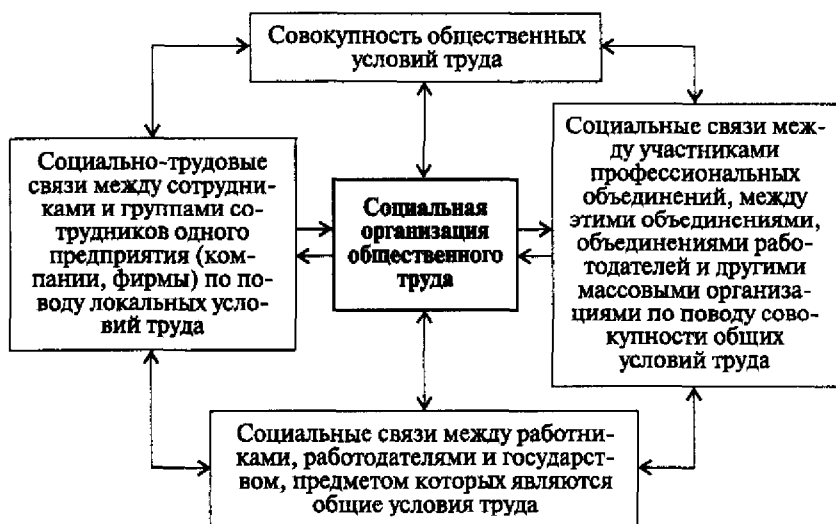 Совокупность общественных
условий труда
Социально-трудовые
связи между сотрудни-
ками и группами со-
трудников одного
предприятия (ком-
пании, фирмы) по по-
воду локальных усло-
вий труда
Социальная
организация
общественного
труда
Социальные связи меж-
ду участниками
профессиональных
объединений, между
этими объединениями,
объединениями рабо-
тодателей и другими
массовыми организа-
циями по поводу сово-
купности общих
условий труда
Социальные связи между работни-
ками, работодателями и государст-
вом, предметом которых являются
общие условия труда